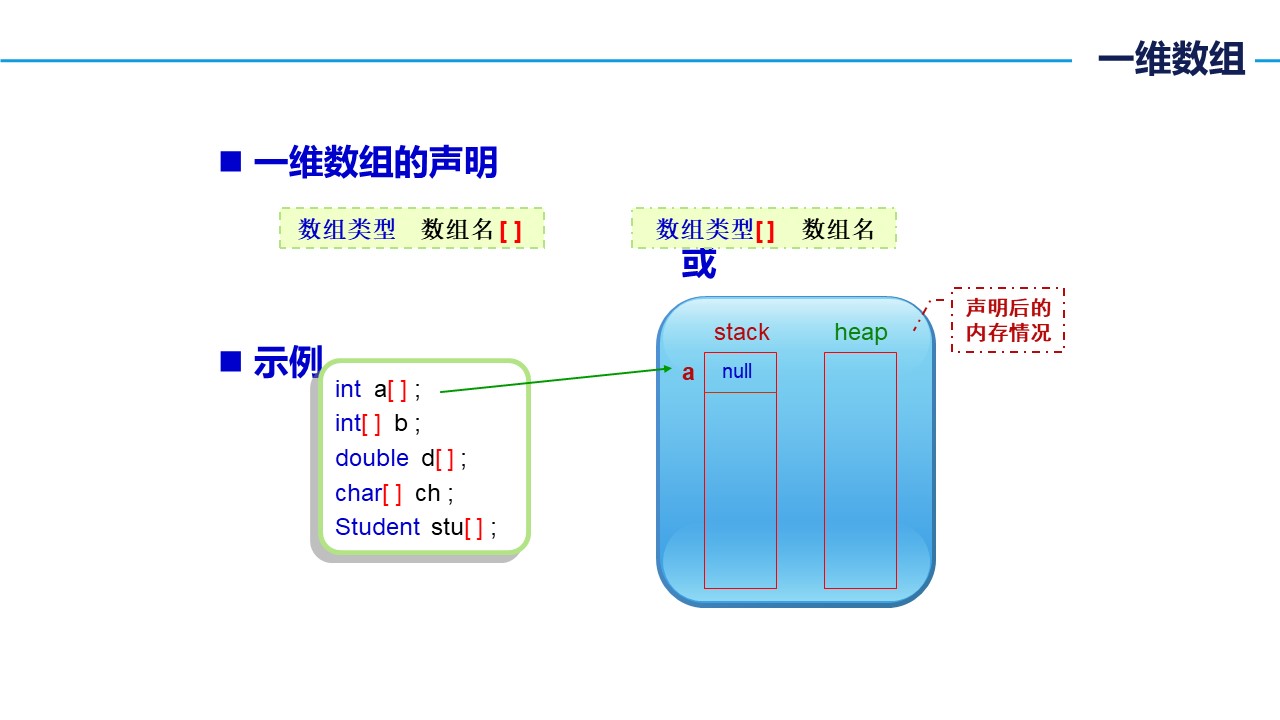 一维数组
一维数组的声明
数组类型 数组名[ ]
数组类型[ ] 数组名
或
示例
int a[ ] ;
int[ ] b ;
double d[ ] ;
char[ ] ch ;
Student stu[ ] ;
stack heap
a null
声明后的
内存情况